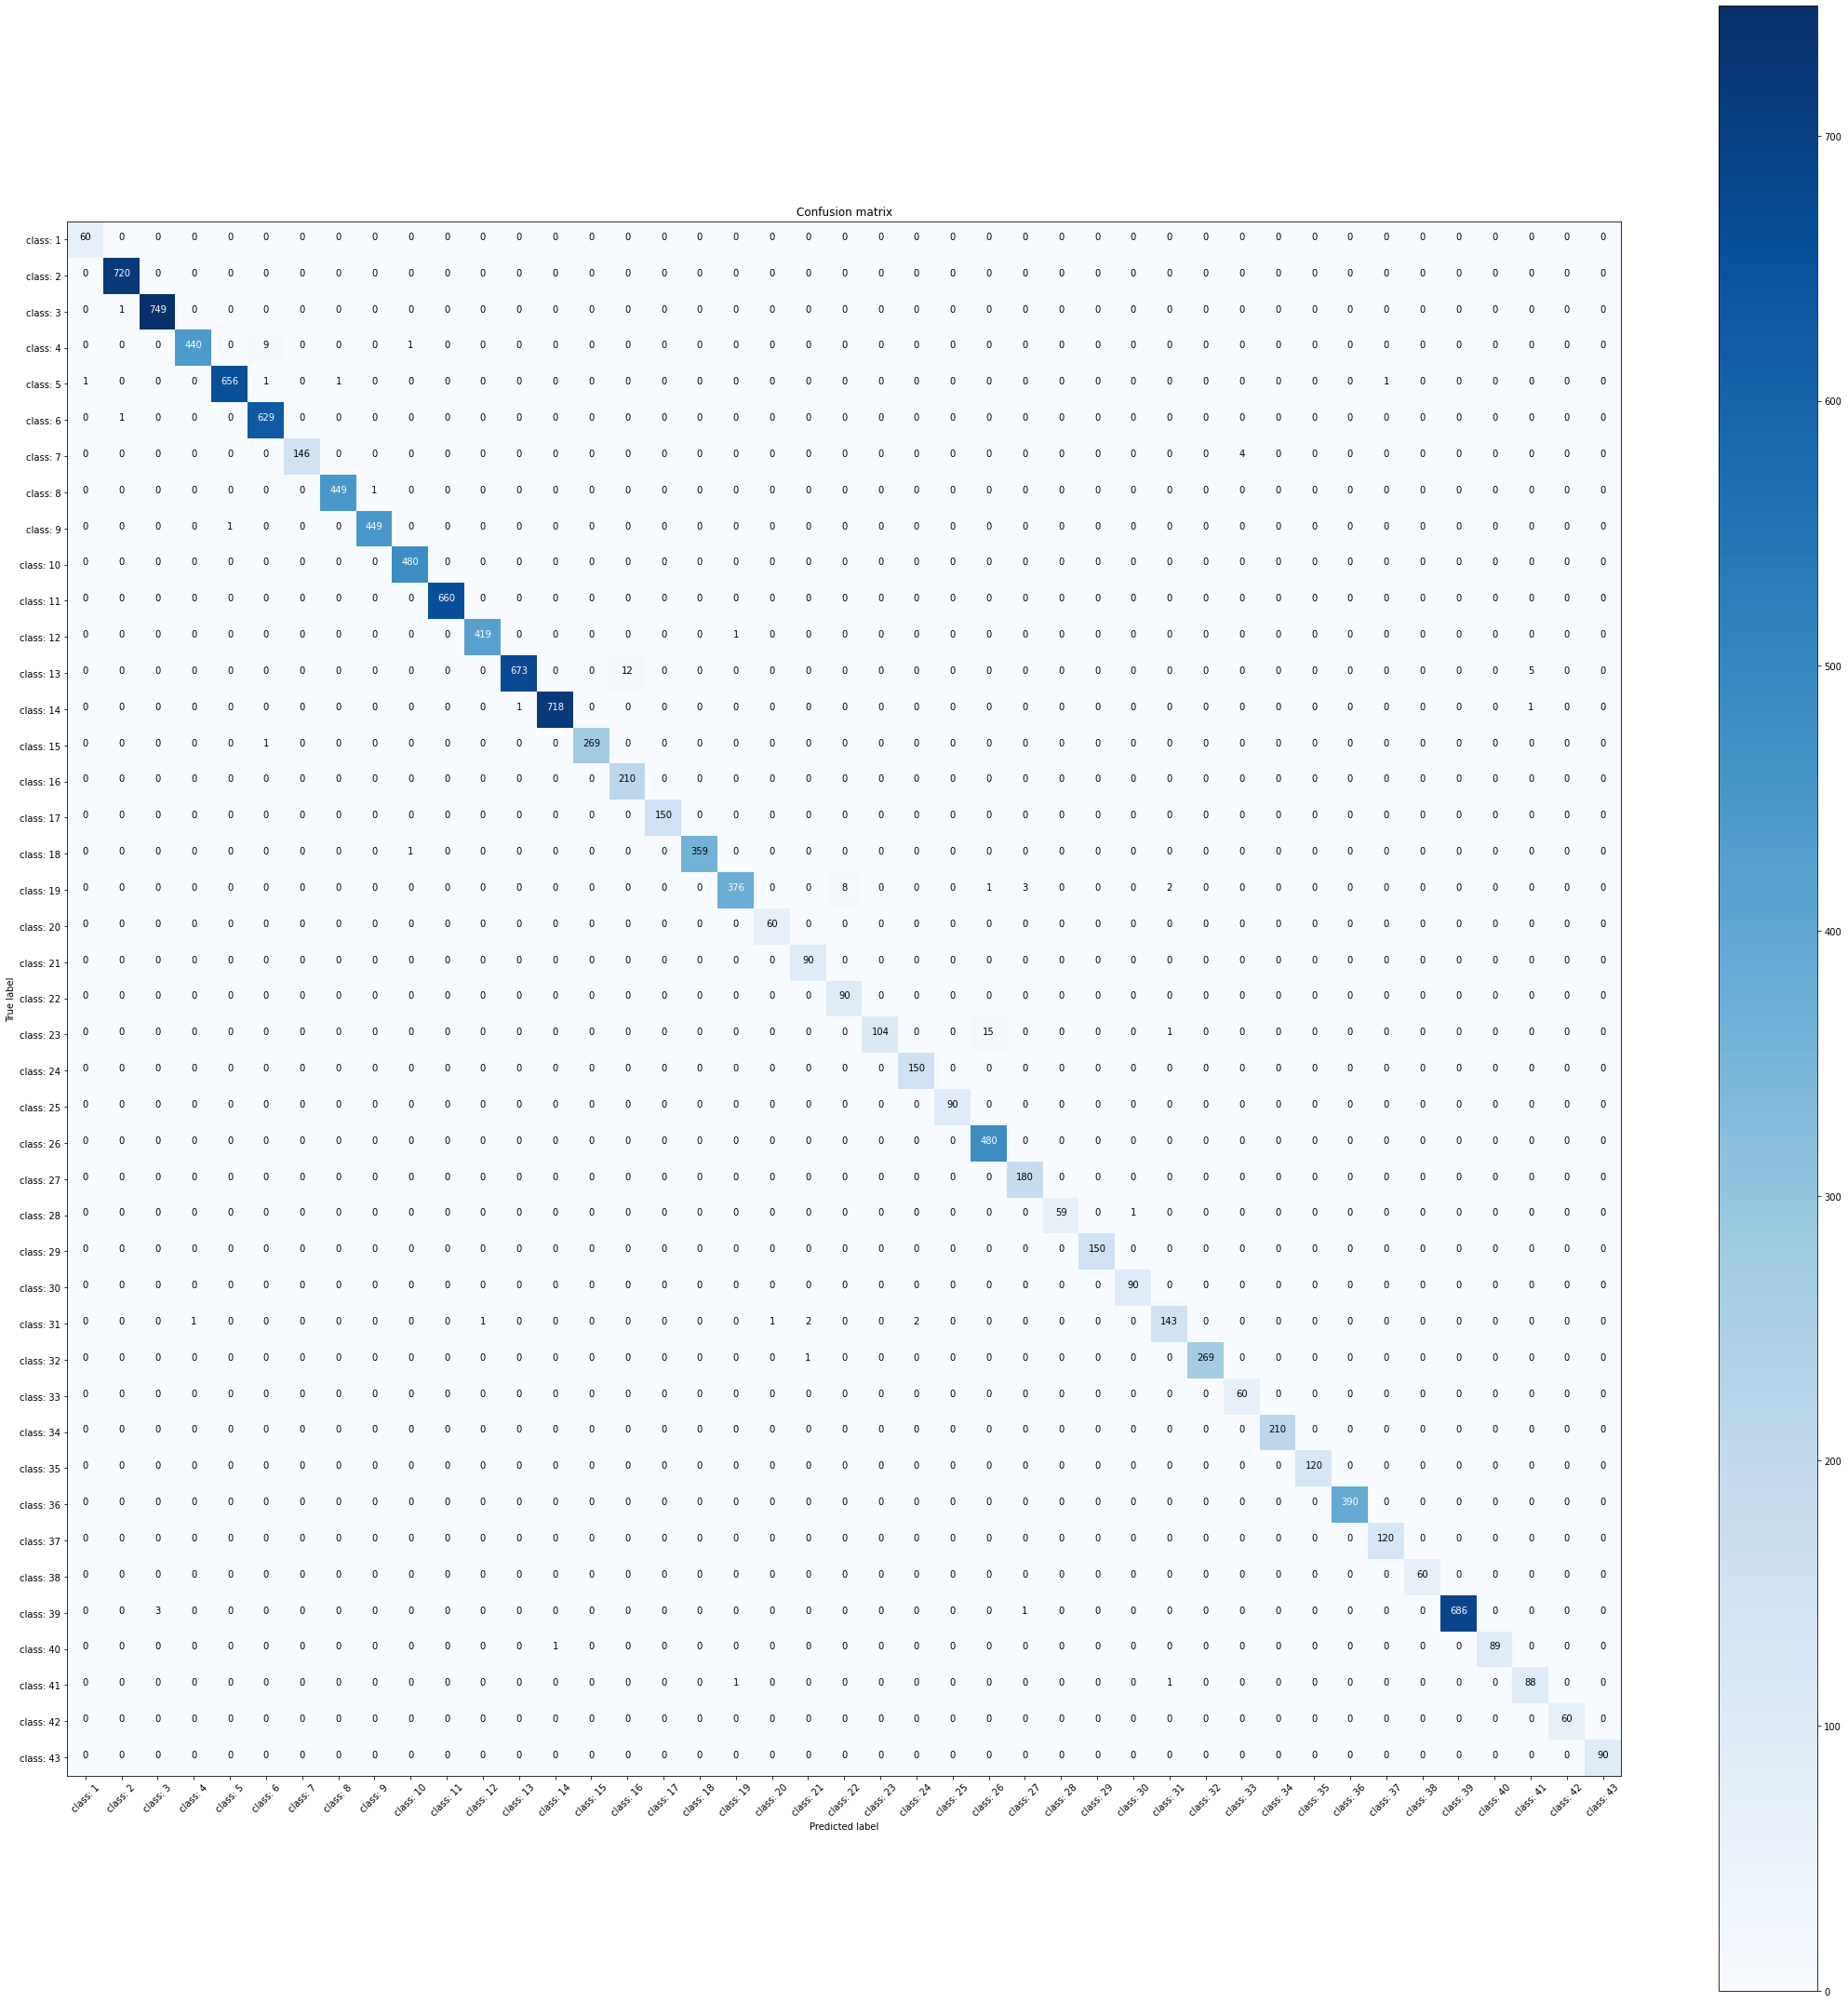 Confusion matrix
class: 1 60 0 0 0 0 0 0 0 0 0 0 0 0 0 0 0 0 0 0 0 0 0 0 0 0 0 0 0 0 0 0 0 0 0 0 0 0 0 0 0 0 0 0
class: 2 0 720 0 0 0 0 0 0 0 0 0 0 0 0 0 0 0 0 0 0 0 0 0 0 0 0 0 0 0 0 0 0 0 0 0 0 0 0 0 0 0 0 0
class: 3 0 1 749 0 0 0 0 0 0 0 0 0 0 0 0 0 0 0 0 0 0 0 0 0 0 0 0 0 0 0 0 0 0 0 0 0 0 0 0 0 0 0 0
class: 4 0 0 0 440 0 9 0 0 0 1 0 0 0 0 0 0 0 0 0 0 0 0 0 0 0 0 0 0 0 0 0 0 0 0 0 0 0 0 0 0 0 0 0
class: 5 1 0 0 0 656 1 0 1 0 0 0 0 0 0 0 0 0 0 0 0 0 0 0 0 0 0 0 0 0 0 0 0 0 0 0 0 1 0 0 0 0 0 0
class: 6 0 1 0 0 0 629 0 0 0 0 0 0 0 0 0 0 0 0 0 0 0 0 0 0 0 0 0 0 0 0 0 0 0 0 0 0 0 0 0 0 0 0 0
class: 7 0 0 0 0 0 0 146 0 0 0 0 0 0 0 0 0 0 0 0 0 0 0 0 0 0 0 0 0 0 0 0 0 4 0 0 0 0 0 0 0 0 0 0
class: 8 0 0 0 0 0 0 0 449 1 0 0 0 0 0 0 0 0 0 0 0 0 0 0 0 0 0 0 0 0 0 0 0 0 0 0 0 0 0 0 0 0 0 0
class: 9 0 0 0 0 1 0 0 0 449 0 0 0 0 0 0 0 0 0 0 0 0 0 0 0 0 0 0 0 0 0 0 0 0 0 0 0 0 0 0 0 0 0 0
class: 10 0 0 0 0 0 0 0 0 0 480 0 0 0 0 0 0 0 0 0 0 0 0 0 0 0 0 0 0 0 0 0 0 0 0 0 0 0 0 0 0 0 0 0
class: 11 0 0 0 0 0 0 0 0 0 0 660 0 0 0 0 0 0 0 0 0 0 0 0 0 0 0 0 0 0 0 0 0 0 0 0 0 0 0 0 0 0 0 0
class: 12 0 0 0 0 0 0 0 0 0 0 0 419 0 0 0 0 0 0 1 0 0 0 0 0 0 0 0 0 0 0 0 0 0 0 0 0 0 0 0 0 0 0 0
class: 13 0 0 0 0 0 0 0 0 0 0 0 0 673 0 0 12 0 0 0 0 0 0 0 0 0 0 0 0 0 0 0 0 0 0 0 0 0 0 0 0 5 0 0
class: 14 0 0 0 0 0 0 0 0 0 0 0 0 1 718 0 0 0 0 0 0 0 0 0 0 0 0 0 0 0 0 0 0 0 0 0 0 0 0 0 0 1 0 0
class: 15 0 0 0 0 0 1 0 0 0 0 0 0 0 0 269 0 0 0 0 0 0 0 0 0 0 0 0 0 0 0 0 0 0 0 0 0 0 0 0 0 0 0 0
class: 16 0 0 0 0 0 0 0 0 0 0 0 0 0 0 0 210 0 0 0 0 0 0 0 0 0 0 0 0 0 0 0 0 0 0 0 0 0 0 0 0 0 0 0
class: 17 0 0 0 0 0 0 0 0 0 0 0 0 0 0 0 0 150 0 0 0 0 0 0 0 0 0 0 0 0 0 0 0 0 0 0 0 0 0 0 0 0 0 0
class: 18 0 0 0 0 0 0 0 0 0 1 0 0 0 0 0 0 0 359 0 0 0 0 0 0 0 0 0 0 0 0 0 0 0 0 0 0 0 0 0 0 0 0 0
class: 19 0 0 0 0 0 0 0 0 0 0 0 0 0 0 0 0 0 0 376 0 0 8 0 0 0 1 3 0 0 0 2 0 0 0 0 0 0 0 0 0 0 0 0
class: 20 0 0 0 0 0 0 0 0 0 0 0 0 0 0 0 0 0 0 0 60 0 0 0 0 0 0 0 0 0 0 0 0 0 0 0 0 0 0 0 0 0 0 0
class: 21 0 0 0 0 0 0 0 0 0 0 0 0 0 0 0 0 0 0 0 0 90 0 0 0 0 0 0 0 0 0 0 0 0 0 0 0 0 0 0 0 0 0 0
class: 22 0 0 0 0 0 0 0 0 0 0 0 0 0 0 0 0 0 0 0 0 0 90 0 0 0 0 0 0 0 0 0 0 0 0 0 0 0 0 0 0 0 0 0
class: 23 0 0 0 0 0 0 0 0 0 0 0 0 0 0 0 0 0 0 0 0 0 0 104 0 0 15 0 0 0 0 1 0 0 0 0 0 0 0 0 0 0 0 0
class: 24 0 0 0 0 0 0 0 0 0 0 0 0 0 0 0 0 0 0 0 0 0 0 0 150 0 0 0 0 0 0 0 0 0 0 0 0 0 0 0 0 0 0 0
class: 25 0 0 0 0 0 0 0 0 0 0 0 0 0 0 0 0 0 0 0 0 0 0 0 0 90 0 0 0 0 0 0 0 0 0 0 0 0 0 0 0 0 0 0
class: 26 0 0 0 0 0 0 0 0 0 0 0 0 0 0 0 0 0 0 0 0 0 0 0 0 0 480 0 0 0 0 0 0 0 0 0 0 0 0 0 0 0 0 0
class: 27 0 0 0 0 0 0 0 0 0 0 0 0 0 0 0 0 0 0 0 0 0 0 0 0 0 0 180 0 0 0 0 0 0 0 0 0 0 0 0 0 0 0 0
class: 28 0 0 0 0 0 0 0 0 0 0 0 0 0 0 0 0 0 0 0 0 0 0 0 0 0 0 0 59 0 1 0 0 0 0 0 0 0 0 0 0 0 0 0
class: 29 0 0 0 0 0 0 0 0 0 0 0 0 0 0 0 0 0 0 0 0 0 0 0 0 0 0 0 0 150 0 0 0 0 0 0 0 0 0 0 0 0 0 0
class: 30 0 0 0 0 0 0 0 0 0 0 0 0 0 0 0 0 0 0 0 0 0 0 0 0 0 0 0 0 0 90 0 0 0 0 0 0 0 0 0 0 0 0 0
class: 31 0 0 0 1 0 0 0 0 0 0 0 1 0 0 0 0 0 0 0 1 2 0 0 2 0 0 0 0 0 0 143 0 0 0 0 0 0 0 0 0 0 0 0
class: 32 0 0 0 0 0 0 0 0 0 0 0 0 0 0 0 0 0 0 0 0 1 0 0 0 0 0 0 0 0 0 0 269 0 0 0 0 0 0 0 0 0 0 0
class: 33 0 0 0 0 0 0 0 0 0 0 0 0 0 0 0 0 0 0 0 0 0 0 0 0 0 0 0 0 0 0 0 0 60 0 0 0 0 0 0 0 0 0 0
class: 34 0 0 0 0 0 0 0 0 0 0 0 0 0 0 0 0 0 0 0 0 0 0 0 0 0 0 0 0 0 0 0 0 0 210 0 0 0 0 0 0 0 0 0
class: 35 0 0 0 0 0 0 0 0 0 0 0 0 0 0 0 0 0 0 0 0 0 0 0 0 0 0 0 0 0 0 0 0 0 0 120 0 0 0 0 0 0 0 0
class: 36 0 0 0 0 0 0 0 0 0 0 0 0 0 0 0 0 0 0 0 0 0 0 0 0 0 0 0 0 0 0 0 0 0 0 0 390 0 0 0 0 0 0 0
class: 37 0 0 0 0 0 0 0 0 0 0 0 0 0 0 0 0 0 0 0 0 0 0 0 0 0 0 0 0 0 0 0 0 0 0 0 0 120 0 0 0 0 0 0
class: 38 0 0 0 0 0 0 0 0 0 0 0 0 0 0 0 0 0 0 0 0 0 0 0 0 0 0 0 0 0 0 0 0 0 0 0 0 0 60 0 0 0 0 0
class: 39 0 0 3 0 0 0 0 0 0 0 0 0 0 0 0 0 0 0 0 0 0 0 0 0 0 0 1 0 0 0 0 0 0 0 0 0 0 0 686 0 0 0 0
class: 40 0 0 0 0 0 0 0 0 0 0 0 0 0 1 0 0 0 0 0 0 0 0 0 0 0 0 0 0 0 0 0 0 0 0 0 0 0 0 0 89 0 0 0
class: 41 0 0 0 0 0 0 0 0 0 0 0 0 0 0 0 0 0 0 1 0 0 0 0 0 0 0 0 0 0 0 1 0 0 0 0 0 0 0 0 0 88 0 0
class: 42 0 0 0 0 0 0 0 0 0 0 0 0 0 0 0 0 0 0 0 0 0 0 0 0 0 0 0 0 0 0 0 0 0 0 0 0 0 0 0 0 0 60 0
class: 43 0 0 0 0 0 0 0 0 0 0 0 0 0 0 0 0 0 0 0 0 0 0 0 0 0 0 0 0 0 0 0 0 0 0 0 0 0 0 0 0 0 0 90
class: 1 class: 2 class: 3 class: 4 class: 5 class: 6 class: 7 class: 8 class: 9 class: 10 class: 11 class: 12 class: 13 class: 14 class: 15 class: 16 class: 17 class: 18 class: 19 class: 20 class: 21 class: 22 class: 23 class: 24 class: 25 class: 26 class: 27 class: 28 class: 29 class: 30 class: 31 class: 32 class: 33 class: 34 class: 35 class: 36 class: 37 class: 38 class: 39 class: 40 class: 41 class: 42 class: 43
Predicted label
True label
700
600
500
400
300
200
100
0